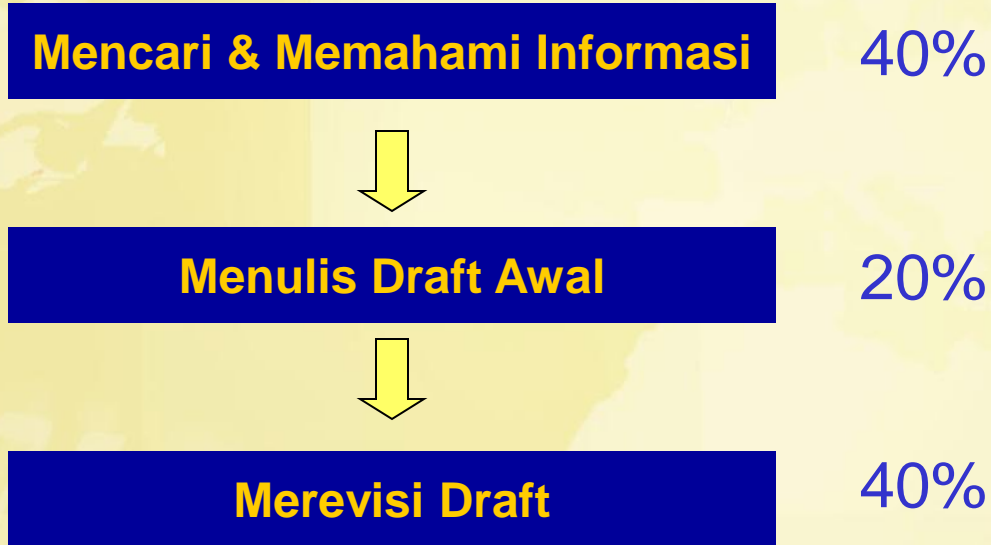 Mencari & Memahami Informasi 40%
Menulis Draft Awal 20%
Merevisi Draft 40%